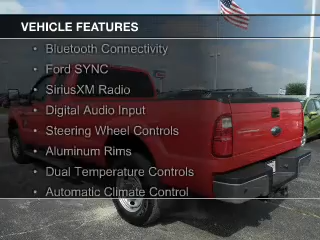 VEHICLE FEATURES
• Bluetooth Connectivity
• Ford SYNC
• SiriusXM Radio
• Digital Audio Input
• Steering Wheel Controls
• Aluminum Rims
• Dual Temperature Controls
• Automatic Climate Control